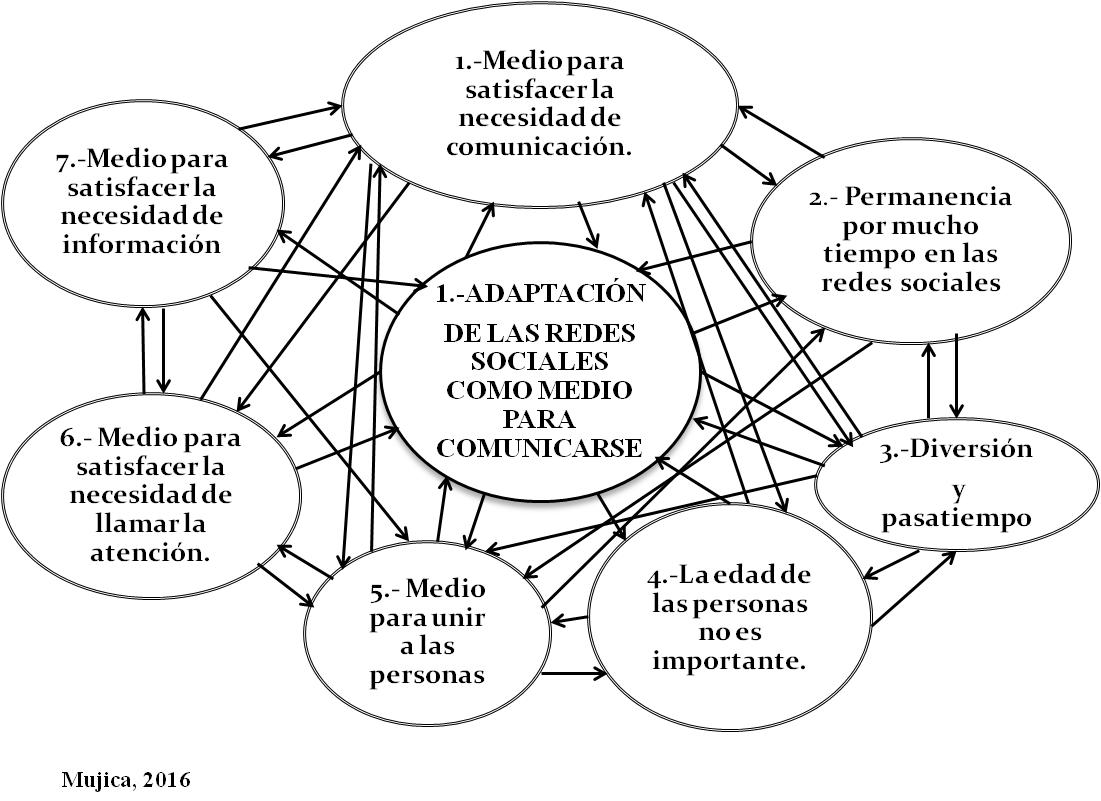 1.-Medio para
satisfacer la
necesidad de
comunicación.
7.-Medio para
satisfacer la
necesidad de
información
2.- Permanencia
por mucho
tiempo en las
redes sociales
1.-ADAPTACIÓN
DE LAS REDES
SOCIALES
COMO MEDIO
PARA
COMUNICARSE
6.- Medio para
satisfacer la
necesidad de
llamar la
atención.
3.-Diversión
y
pasatiempo
5.- Medio
para unir
a las
personas
4.-La edad de
las personas
no es
importante.
Mujica, 2016